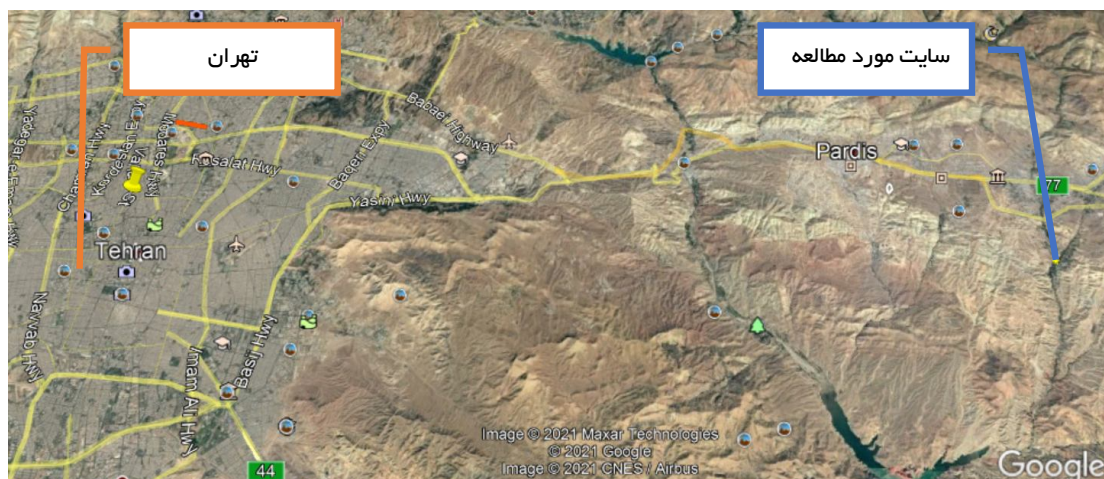 تهران
سایت مورد مطالعه
Babaei Highway
Pardis
77
Resalat Hwy
Baqeri Expy
Yasini Hwy
Chamran Hwy
Kurdestan Expy
Modares Hwy
Tehran
Navvab Hwy
Imam Ali Hwy
Basij Hwy
44
Image © 2021 Maxar Technologies
© 2021 Google
Image © 2021 CNES / Airbus
Google